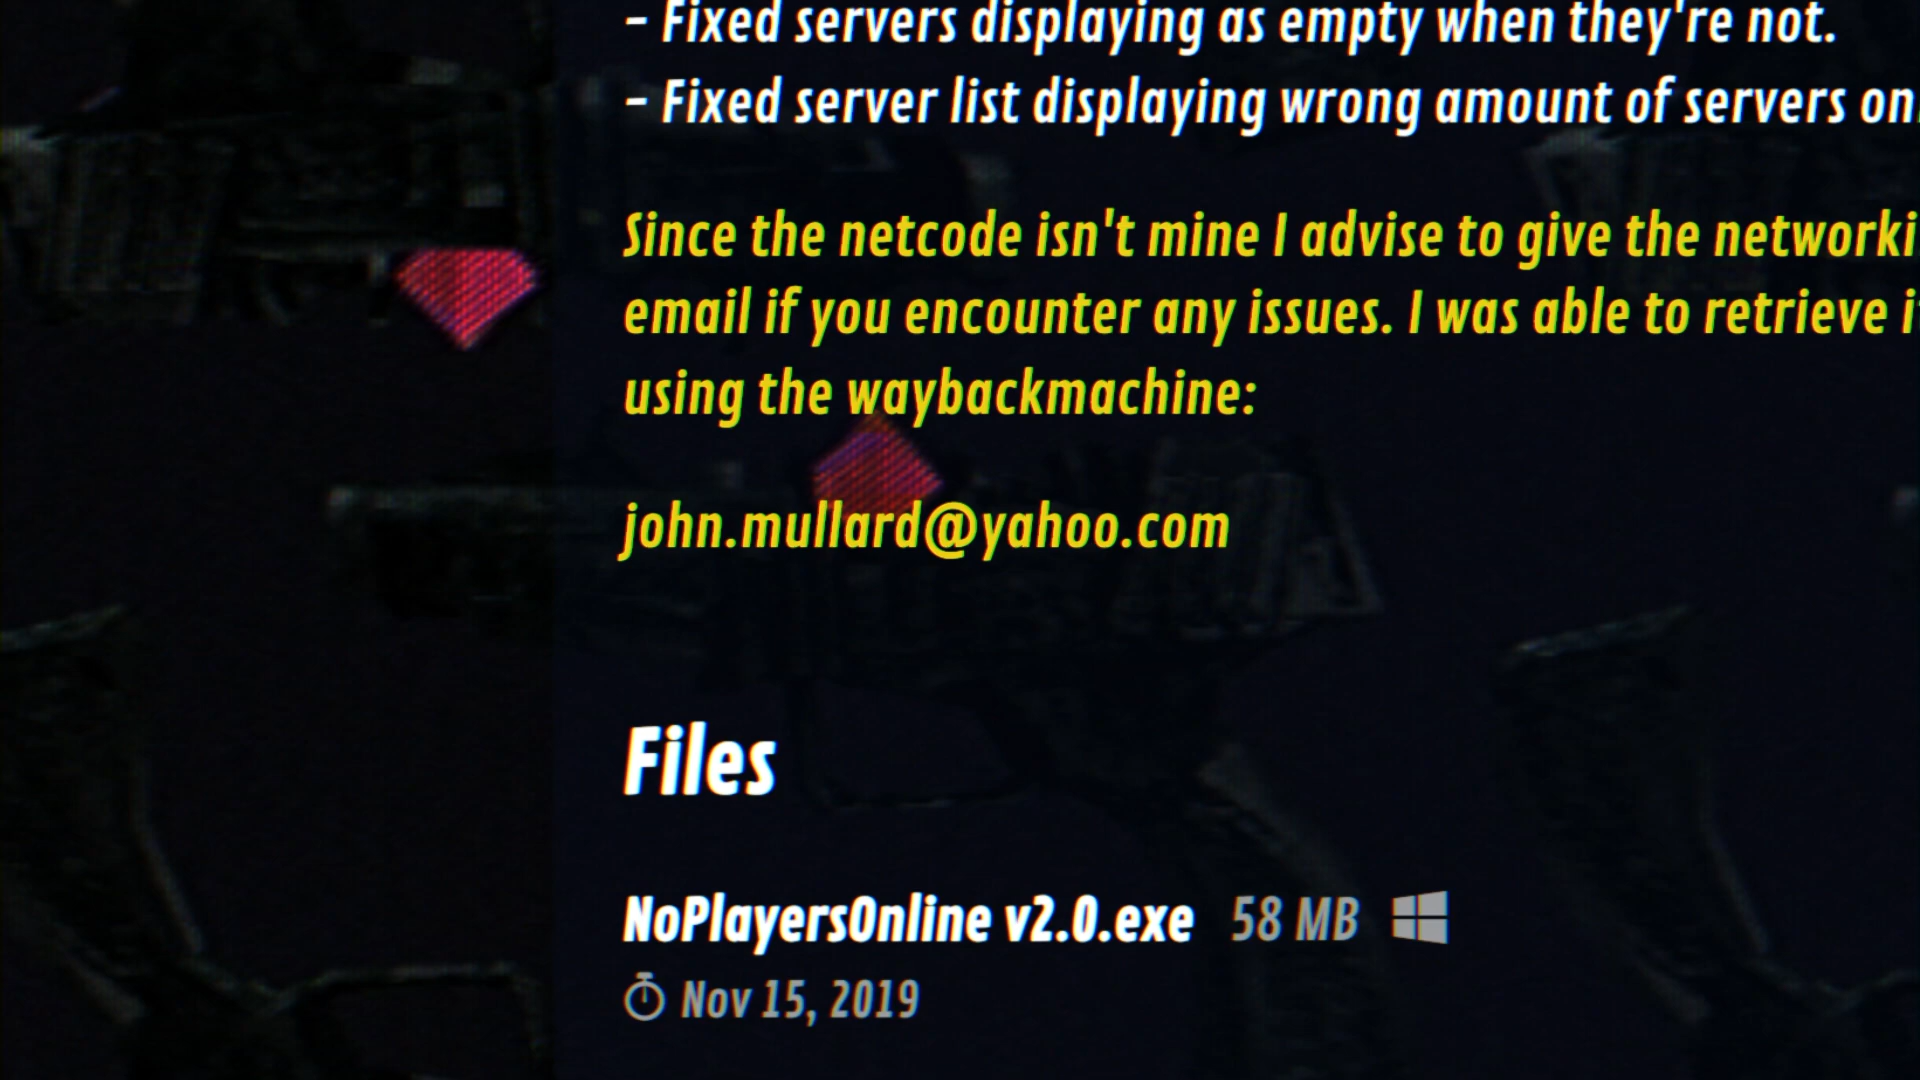 - Fixed servers displaying as empty when they're not.
- Fixed server list displaying wrong amount of servers on
Since the netcode isn't mine I advise to give the networki
email if you encounter any issues. I was able to retrieve i
using the waybackmachine:
john.mullard@yahoo.com
Files
NoPlayersOnline v2.0.exe 58 MB
Nov 15, 2019